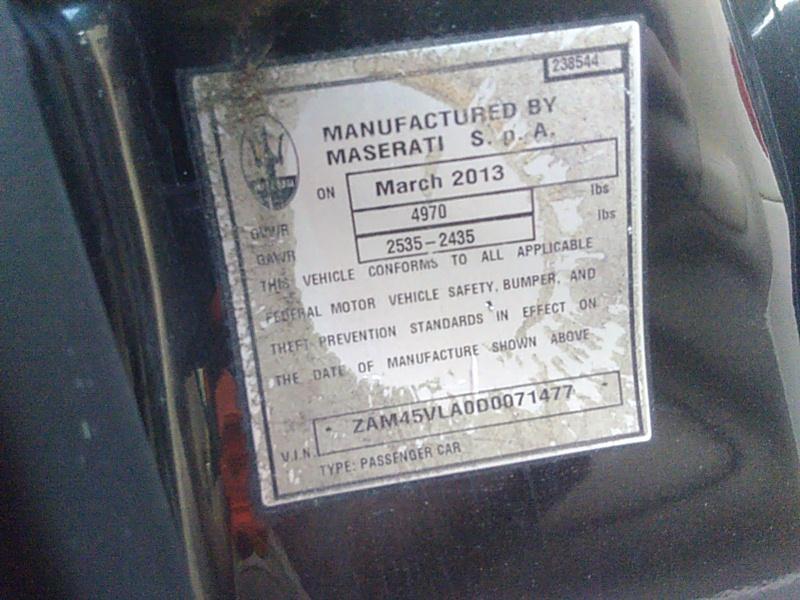 238544
MANUFACTURED BY
MASERATI S. p. A.
ON March 2013
GVWR 4970 lbs
GAWR 2535-2435 lbs
THIS VEHICLE CONFORMS TO ALL APPLICABLE
FEDERAL MOTOR VEHICLE SAFETY, BUMPER, AND
THEFT PREVENTION STANDARDS IN EFFECT ON
THE DATE OF MANUFACTURE SHOWN ABOVE
V.I.N. * ZAM45VLA0D0071477 *
TYPE: PASSENGER CAR